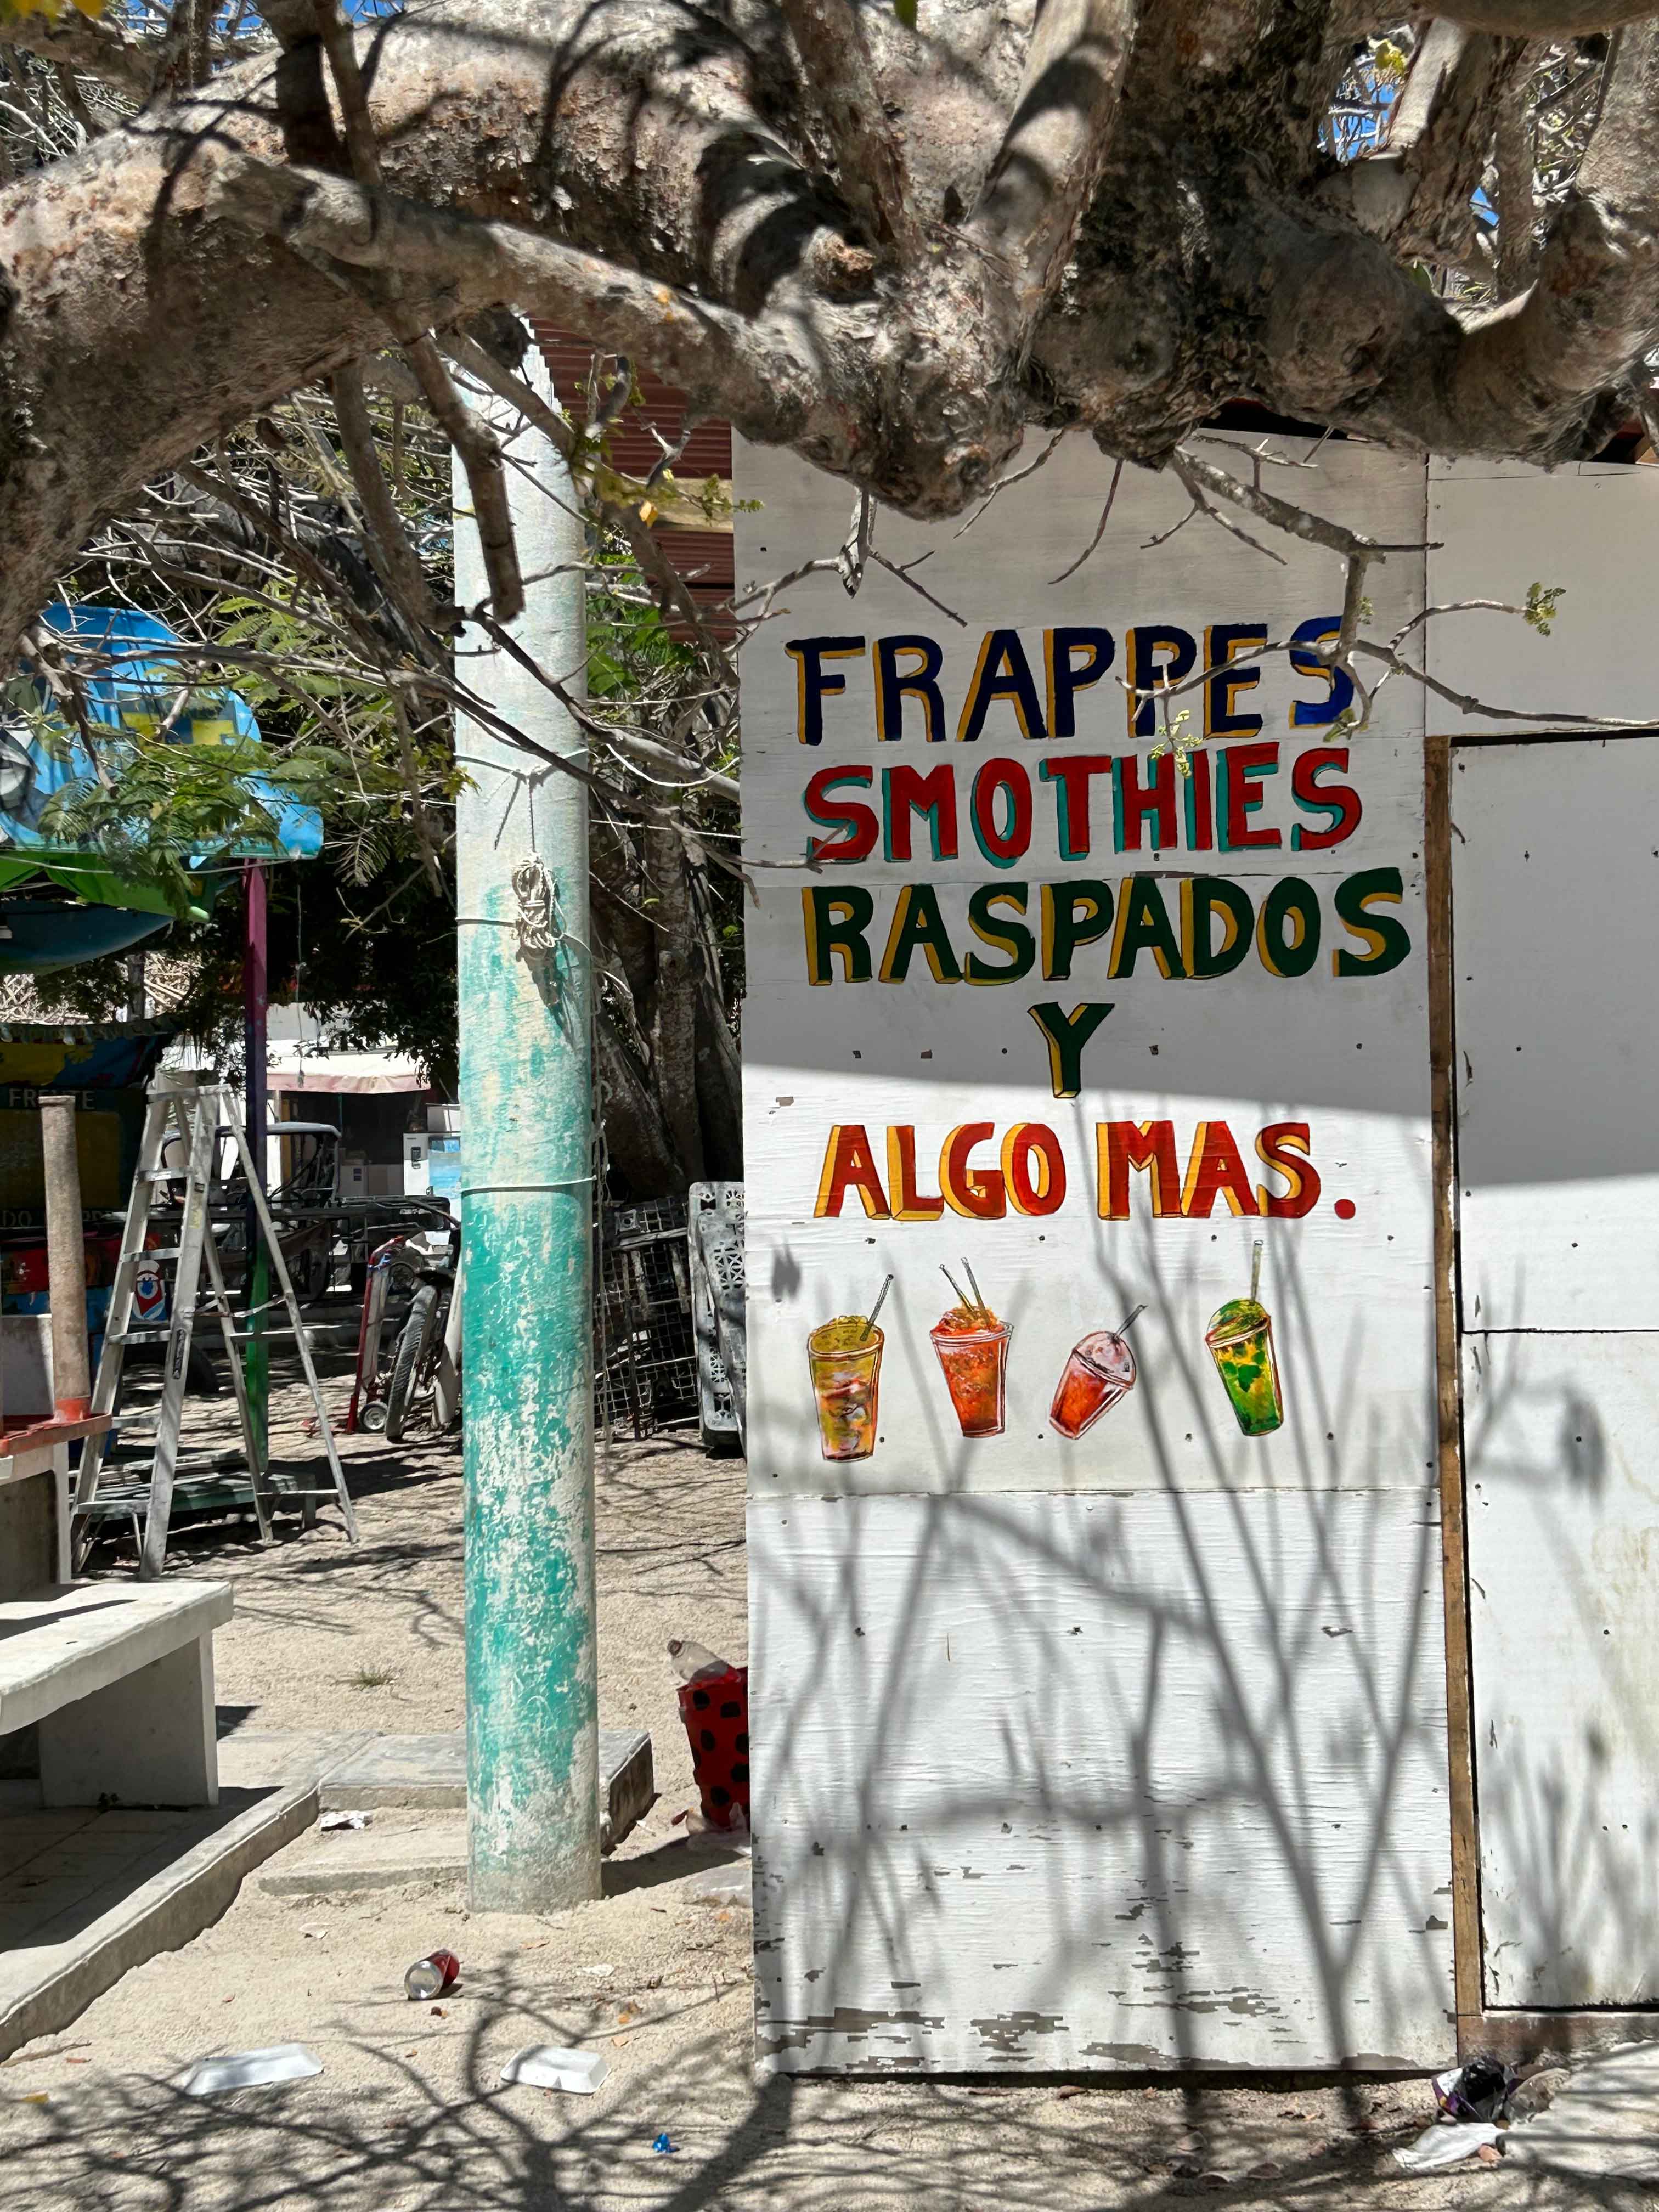 FRAPPES
SMOTHIES
RASPADOS
Y
ALGO MAS.